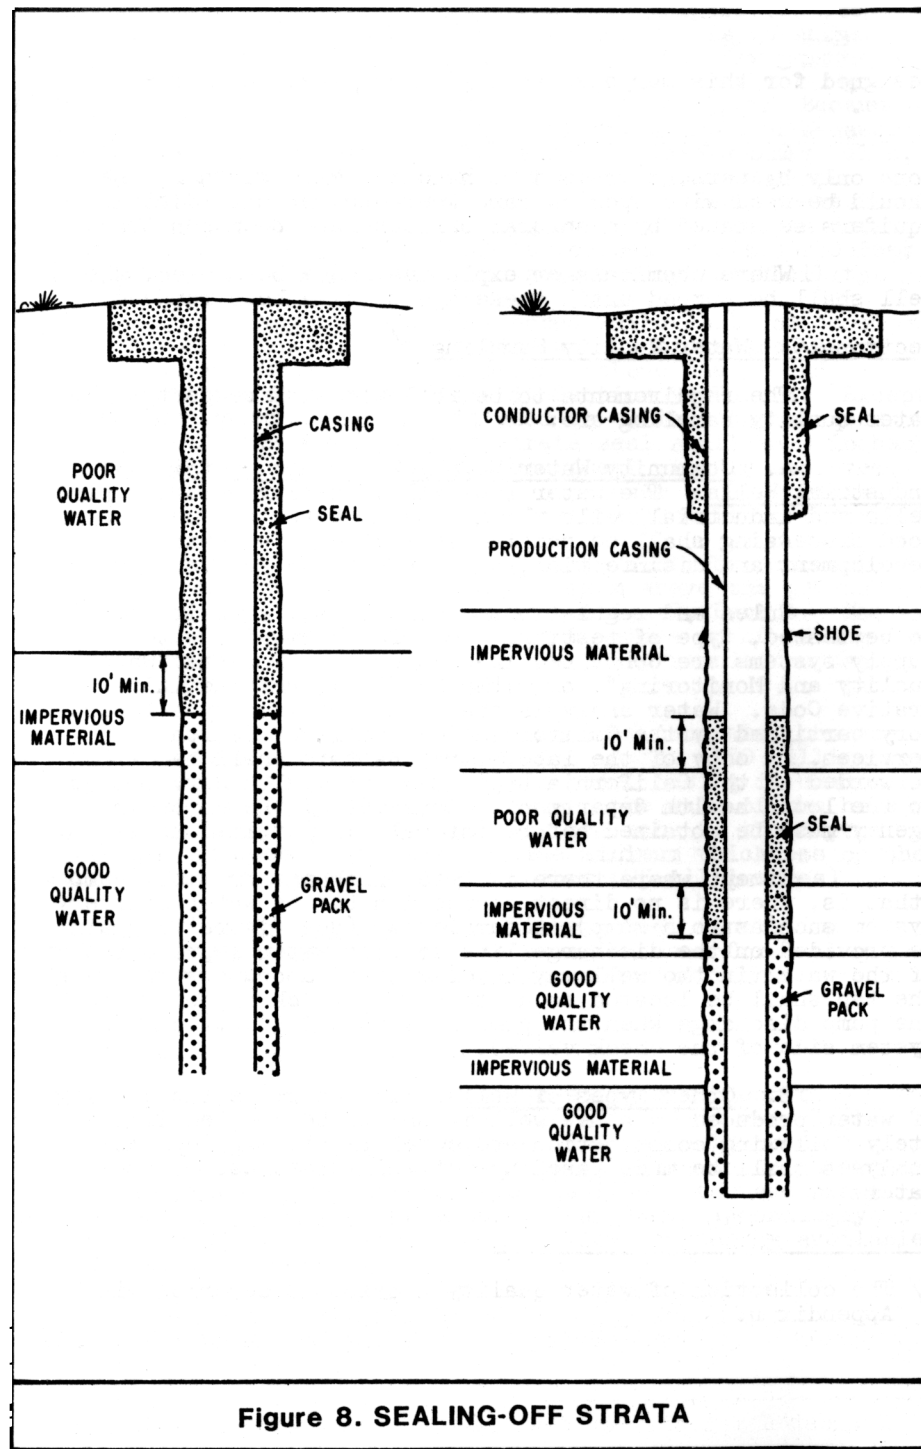 CASING
POOR
QUALITY
WATER
SEAL
10' Min.
IMPERVIOUS
MATERIAL
GOOD
QUALITY
WATER
GRAVEL
PACK
CONDUCTOR CASING
SEAL
PRODUCTION CASING
SHOE
IMPERVIOUS MATERIAL
10' Min.
POOR QUALITY
WATER
SEAL
IMPERVIOUS
MATERIAL
10' Min.
GOOD
QUALITY
WATER
GRAVEL
PACK
IMPERVIOUS MATERIAL
GOOD
QUALITY
WATER
Figure 8. SEALING-OFF STRATA